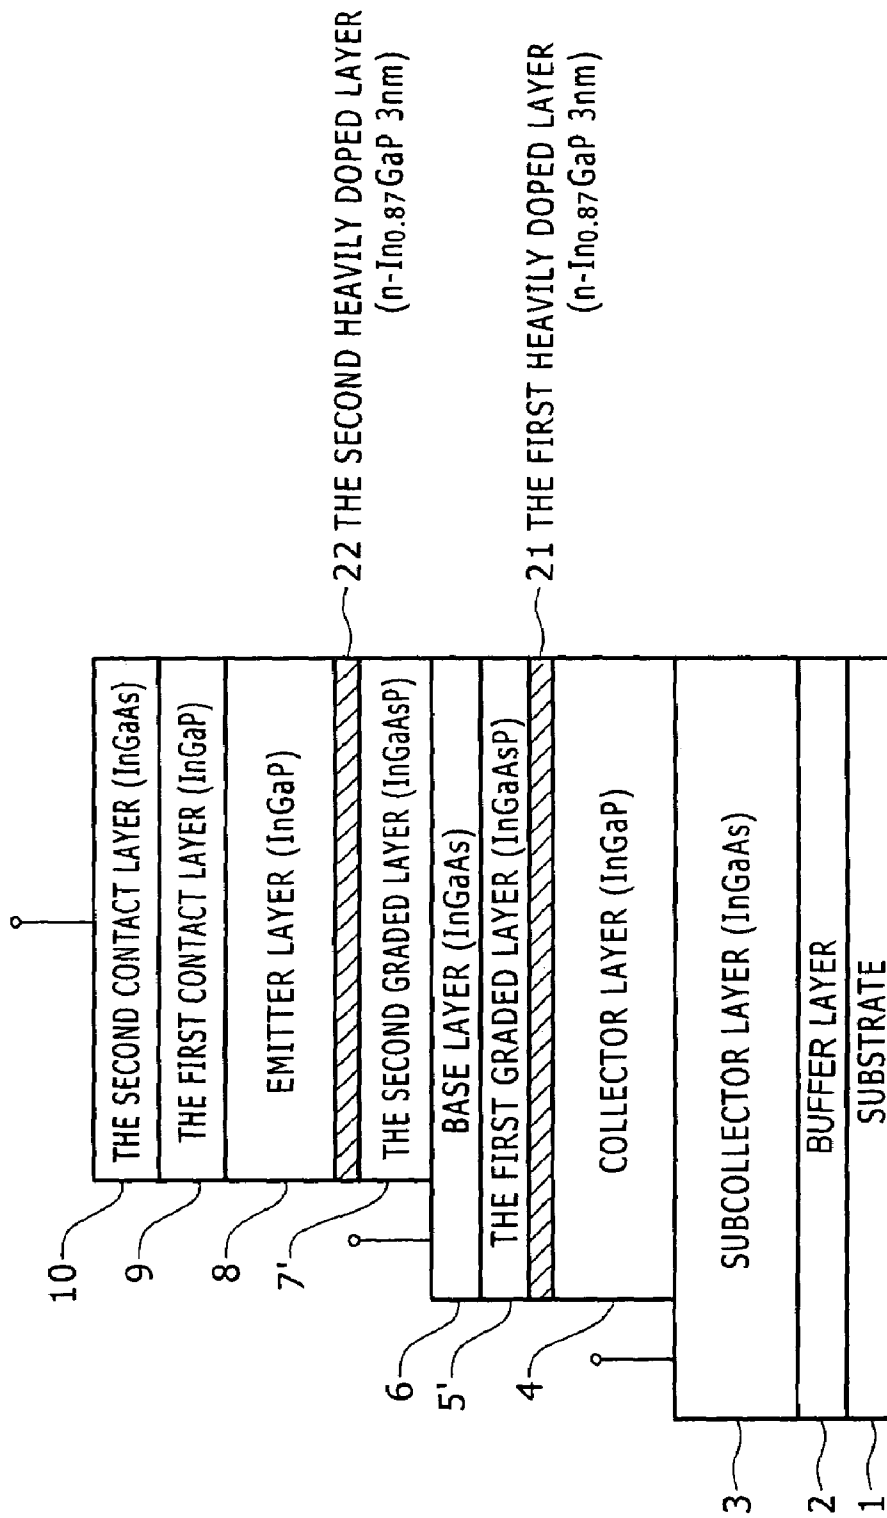 10
THE SECOND CONTACT LAYER (InGaAs)
9
THE FIRST CONTACT LAYER (InGaP)
8
EMITTER LAYER (InGaP)
22 THE SECOND HEAVILY DOPED LAYER
(n-In0.87GaP 3nm)
7'
THE SECOND GRADED LAYER (InGaAsP)
6
BASE LAYER (InGaAs)
5'
THE FIRST GRADED LAYER (InGaAsP)
21 THE FIRST HEAVILY DOPED LAYER
(n-In0.87GaP 3nm)
4
COLLECTOR LAYER (InGaP)
3
SUBCOLLECTOR LAYER (InGaAs)
2
BUFFER LAYER
1
SUBSTRATE